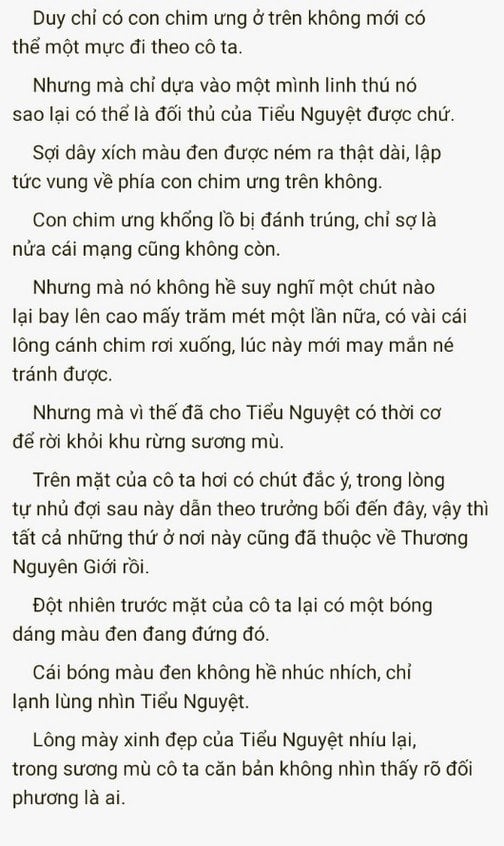 Duy chỉ có con chim ưng ở trên không mới có
thể một mực đi theo cô ta.
Nhưng mà chỉ dựa vào một mình linh thú nó
sao lại có thể là đối thủ của Tiểu Nguyệt được chứ.
Sợi dây xích màu đen được ném ra thật dài, lập
tức vung về phía con chim ưng trên không.
Con chim ưng khổng lồ bị đánh trúng, chỉ sợ là
nửa cái mạng cũng không còn.
Nhưng mà nó không hề suy nghĩ một chút nào
lại bay lên cao mấy trăm mét một lần nữa, có vài cái
lông cánh chim rơi xuống, lúc này mới may mắn né
tránh được.
Nhưng mà vì thế đã cho Tiểu Nguyệt có thời cơ
để rời khỏi khu rừng sương mù.
Trên mặt của cô ta hơi có chút đắc ý, trong lòng
tự nhủ đợi sau này dẫn theo trưởng bối đến đây, vậy thì
tất cả những thứ ở nơi này cũng đã thuộc về Thương
Nguyên Giới rồi.
Đột nhiên trước mặt của cô ta lại có một bóng
dáng màu đen đang đứng đó.
Cái bóng màu đen không hề nhúc nhích, chỉ
lạnh lùng nhìn Tiểu Nguyệt.
Lông mày xinh đẹp của Tiểu Nguyệt nhíu lại,
trong sương mù cô ta căn bản không nhìn thấy rõ đối
phương là ai.